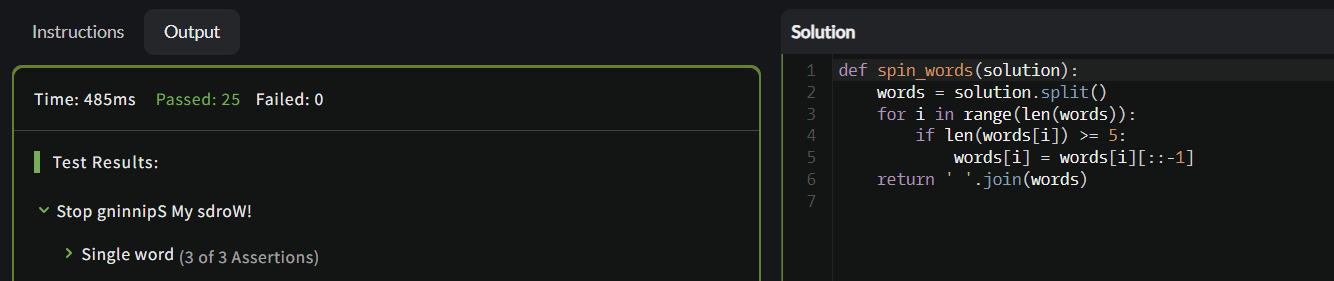 Instructions
Output
Time: 485ms Passed: 25 Failed: 0
Test Results:
Stop gninnipS My sdroW!
Single word (3 of 3 Assertions)
Solution
1 def spin_words(solution):
2     words = solution.split()
3     for i in range(len(words)):
4         if len(words[i]) >= 5:
5             words[i] = words[i][::-1]
6     return ' '.join(words)
7